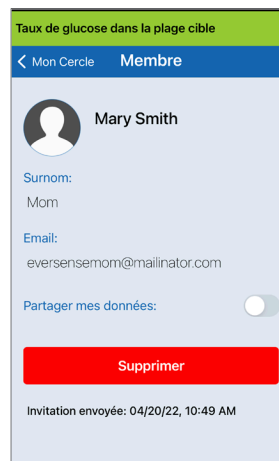 Taux de glucose dans la plage cible
Mon Cercle Membre
Mary Smith
Surnom:
Mom
Email:
eversensemom@mailinator.com
Partager mes données:
Supprimer
Invitation envoyée: 04/20/22, 10:49 AM